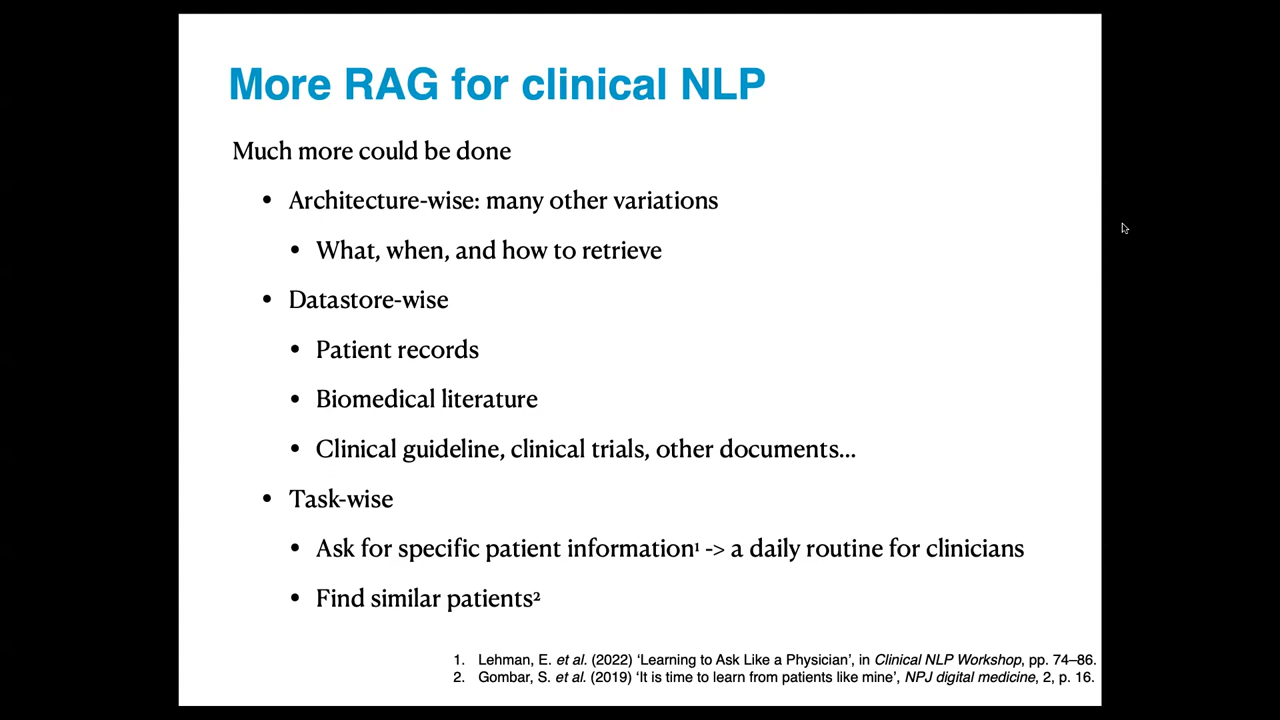 More RAG for clinical NLP
Much more could be done
• Architecture-wise: many other variations
• What, when, and how to retrieve
• Datastore-wise
• Patient records
• Biomedical literature
• Clinical guideline, clinical trials, other documents...
• Task-wise
• Ask for specific patient information¹ -> a daily routine for clinicians
• Find similar patients²
1. Lehman, E. et al. (2022) ‘Learning to Ask Like a Physician’, in Clinical NLP Workshop, pp. 74–86.
2. Gombar, S. et al. (2019) ‘It is time to learn from patients like mine’, NPJ digital medicine, 2, p. 16.